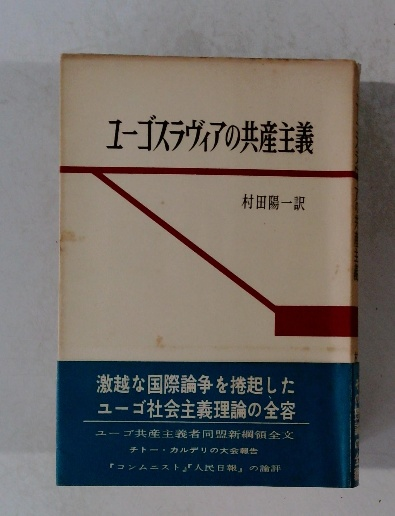 ユーゴスラヴィアの共産主義
村田陽一訳
激越な国際論争を捲起した
ユーゴ社会主義理論の全容
ユーゴ共産主義者同盟新綱領全文
チトー・カルデリの大会報告
『コンムニスト』『人民日報』の論評